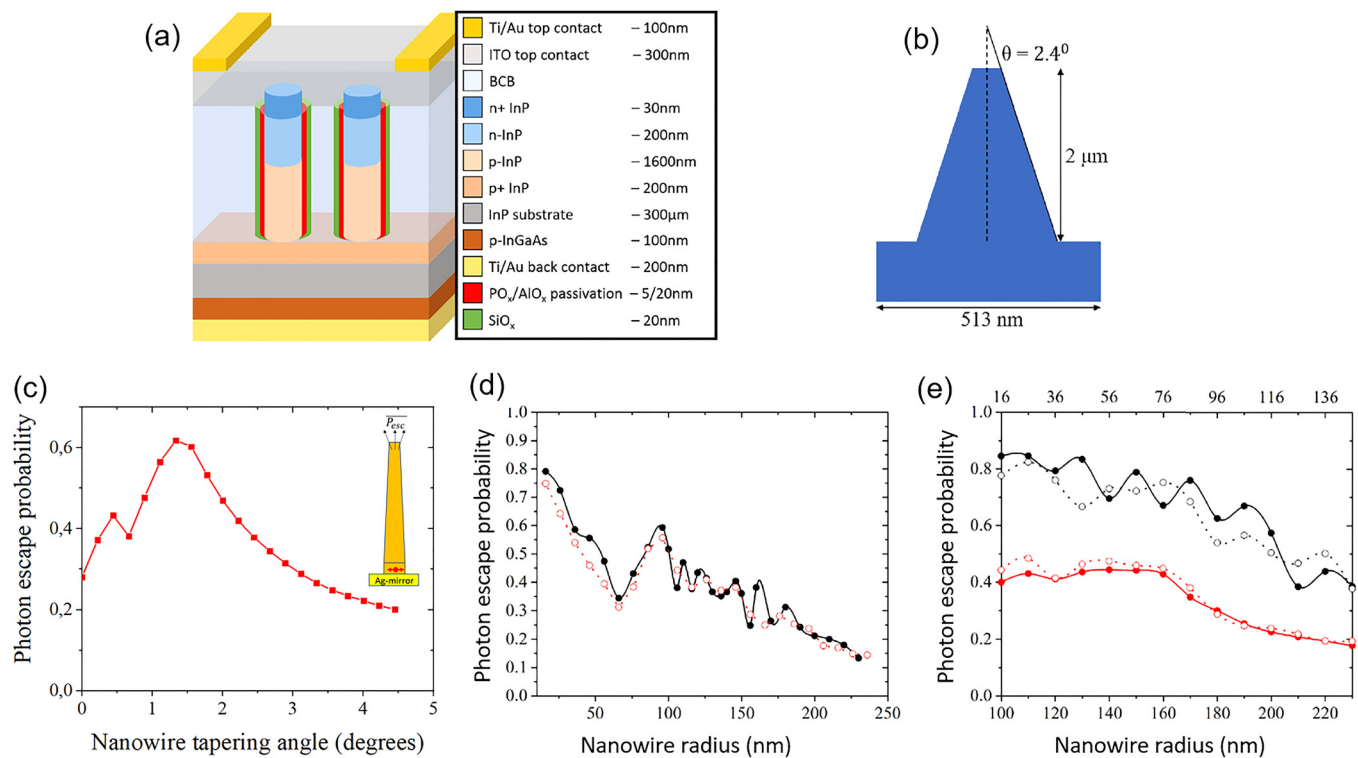 (a)
Ti/Au top contact – 100nm
ITO top contact – 300nm
BCB
n+ InP – 30nm
n-InP – 200nm
p-InP – 1600nm
p+ InP – 200nm
InP substrate – 300µm
p-InGaAs – 100nm
Ti/Au back contact – 200nm
POx/AlOx passivation – 5/20nm
SiOx – 20nm
(b)
θ = 2.4⁰
2 µm
513 nm
(c)
Photon escape probability
0,6
0,4
0,2
0,0
0 1 2 3 4 5
Nanowire tapering angle (degrees)
Pesc
Ag-mirror
(d)
Photon escape probability
1.0
0.9
0.8
0.7
0.6
0.5
0.4
0.3
0.2
0.1
0.0
50 100 150 200 250
Nanowire radius (nm)
(e)
16 36 56 76 96 116 136
Photon escape probability
1.0
0.8
0.6
0.4
0.2
0.0
100 120 140 160 180 200 220
Nanowire radius (nm)